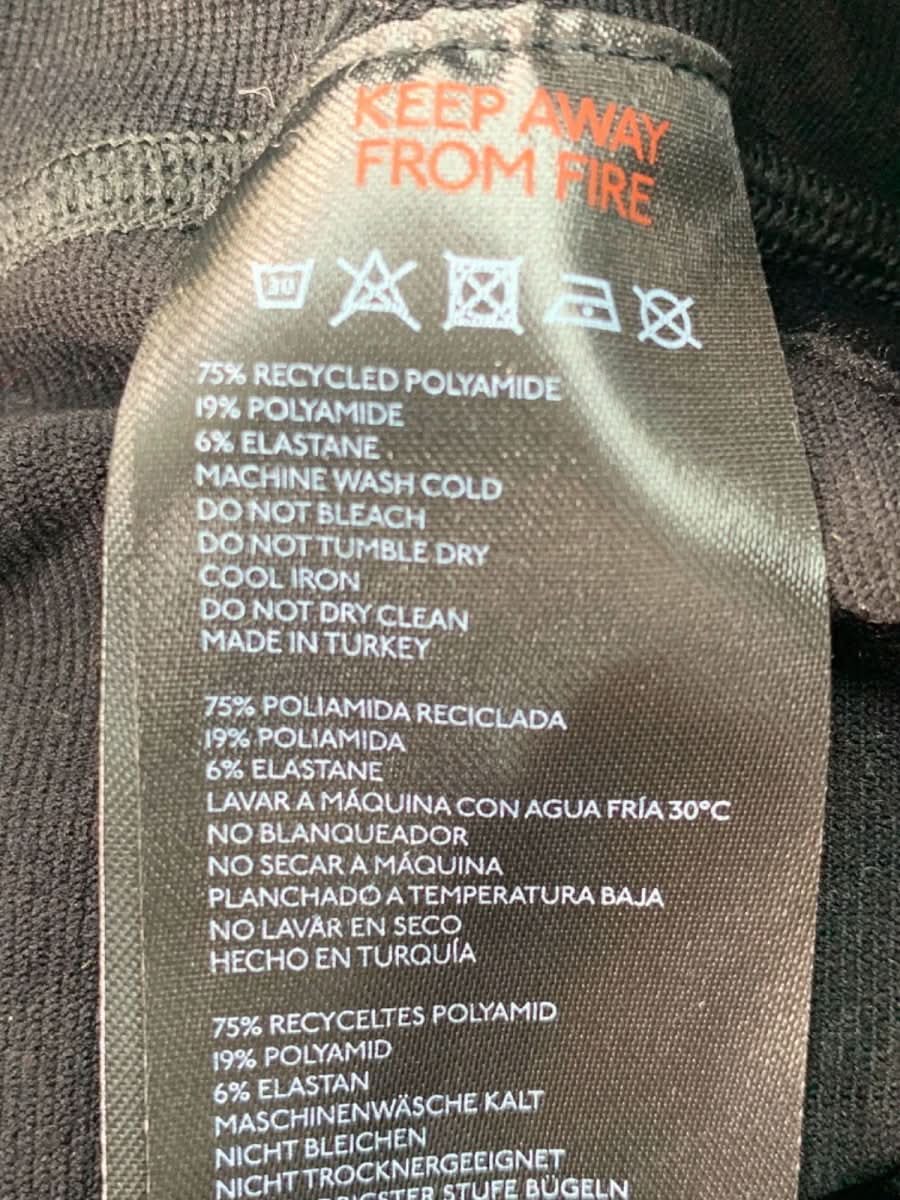 KEEP AWAY
FROM FIRE
30
75% RECYCLED POLYAMIDE
19% POLYAMIDE
6% ELASTANE
MACHINE WASH COLD
DO NOT BLEACH
DO NOT TUMBLE DRY
COOL IRON
DO NOT DRY CLEAN
MADE IN TURKEY
75% POLIAMIDA RECICLADA
19% POLIAMIDA
6% ELASTANE
LAVAR A MÁQUINA CON AGUA FRÍA 30°C
NO BLANQUEADOR
NO SECAR A MÁQUINA
PLANCHADO A TEMPERATURA BAJA
NO LAVAR EN SECO
HECHO EN TURQUÍA
75% RECYCELTES POLYAMID
19% POLYAMID
6% ELASTAN
MASCHINENWÄSCHE KALT
NICHT BLEICHEN
NICHT TROCKNERGEEIGNET
STUFE BÜGELN